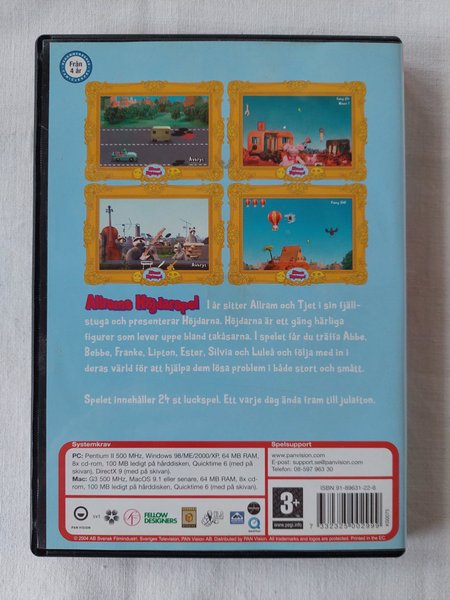 Från
4 år
Avbryt
Avbryt
Allrams Höjdarspel I år sitter Allram och Tjet i sin fjäll-
stuga och presenterar Höjdarna. Höjdarna är ett gäng härliga
figurer som lever uppe bland takåsarna. I spelet får du träffa Abbe,
Bebbe, Franke, Lipton, Ester, Silvia och Luleå och följa med in i
deras värld för att hjälpa dem lösa problem i både stort och smått.
Spelet innehåller 24 st luckspel. Ett varje dag ända fram till julafton.
Systemkrav
PC: Pentium II 500 MHz, Windows 98/ME/2000/XP, 64 MB RAM,
8x cd-rom, 100 MB ledigt på hårddisken, Quicktime 6 (med på
skivan), DirectX 9 (med på skivan).
Mac: G3 500 MHz, MacOS 9.1 eller senare, 64 MB RAM, 8x cd-
rom, 100 MB ledigt på hårddisken, Quicktime 6 (med på skivan).
Spelsupport
www.panvision.com
E-post: support.se@panvision.com
Telefon: 08-597 963 30
3+
www.pegi.info
ISBN 91-89631-22-8
7 332325 002999
PAN VISION
svt
FELLOW
DESIGNERS
© 2004 AB Svensk Filmindustri. Sveriges Television, PAN Vision AB. Distributed by PAN Vision. All trademarks and logos are protected. Printed in the EC.